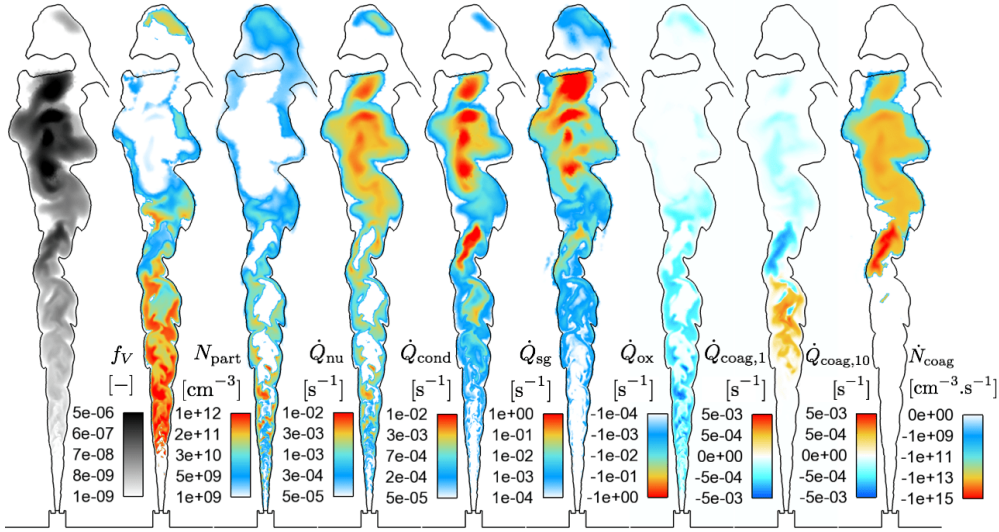 f_V N_part Q̇_nu Q̇_cond Q̇_sg Q̇_ox Q̇_coag,1 Q̇_coag,10 Ṅ_coag
[−] [cm⁻³] [s⁻¹] [s⁻¹] [s⁻¹] [s⁻¹] [s⁻¹] [s⁻¹] [cm⁻³.s⁻¹]
5e-06 1e+12 1e-02 1e-02 1e+00 -1e-04 5e-03 5e-03 0e+00
6e-07 2e+11 3e-03 3e-03 1e-01 -1e-03 5e-04 5e-04 -1e+09
7e-08 3e+10 1e-03 7e-04 1e-02 -1e-02 0e+00 0e+00 -1e+11
8e-09 5e+09 2e-04 2e-04 1e-03 -1e-01 -5e-04 -5e-04 -1e+13
1e-09 1e+09 5e-05 5e-05 1e-04 -1e+00 -5e-03 -5e-03 -1e+15